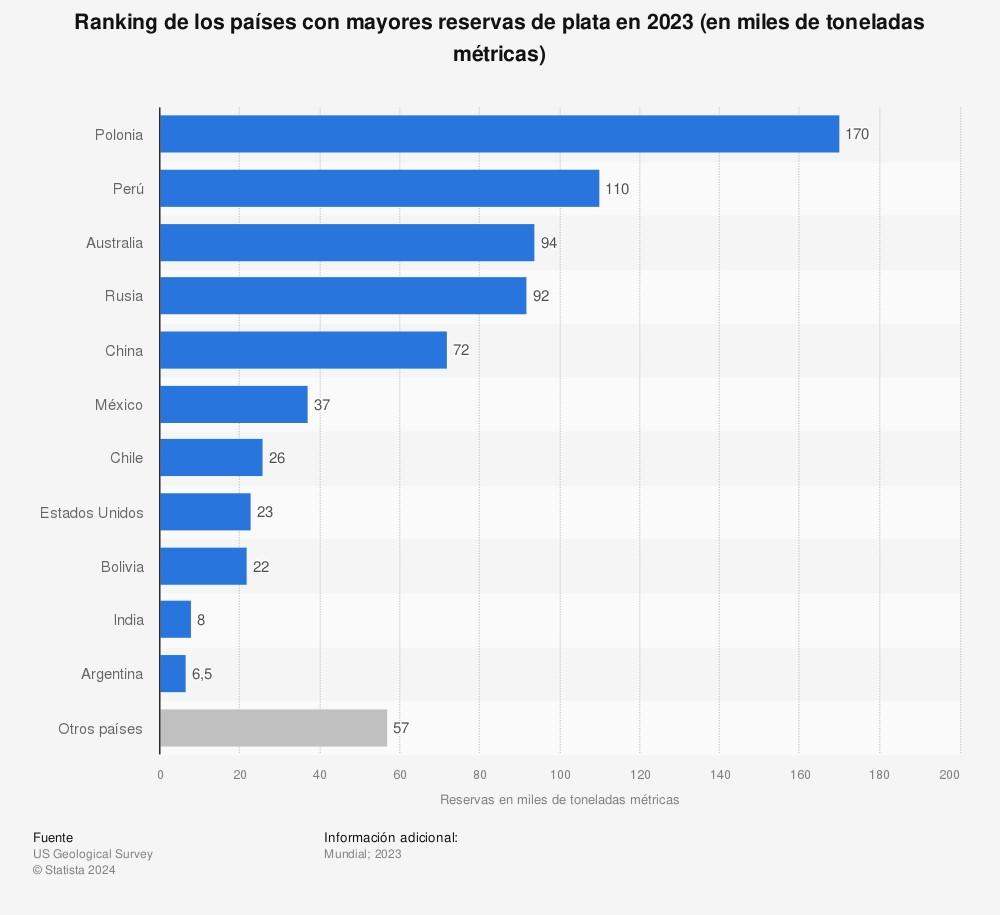 Ranking de los países con mayores reservas de plata en 2023 (en miles de toneladas
métricas)
Polonia 170
Perú 110
Australia 94
Rusia 92
China 72
México 37
Chile 26
Estados Unidos 23
Bolivia 22
India 8
Argentina 6,5
Otros países 57
0 20 40 60 80 100 120 140 160 180 200
Reservas en miles de toneladas métricas
Fuente
US Geological Survey
© Statista 2024
Información adicional:
Mundial; 2023